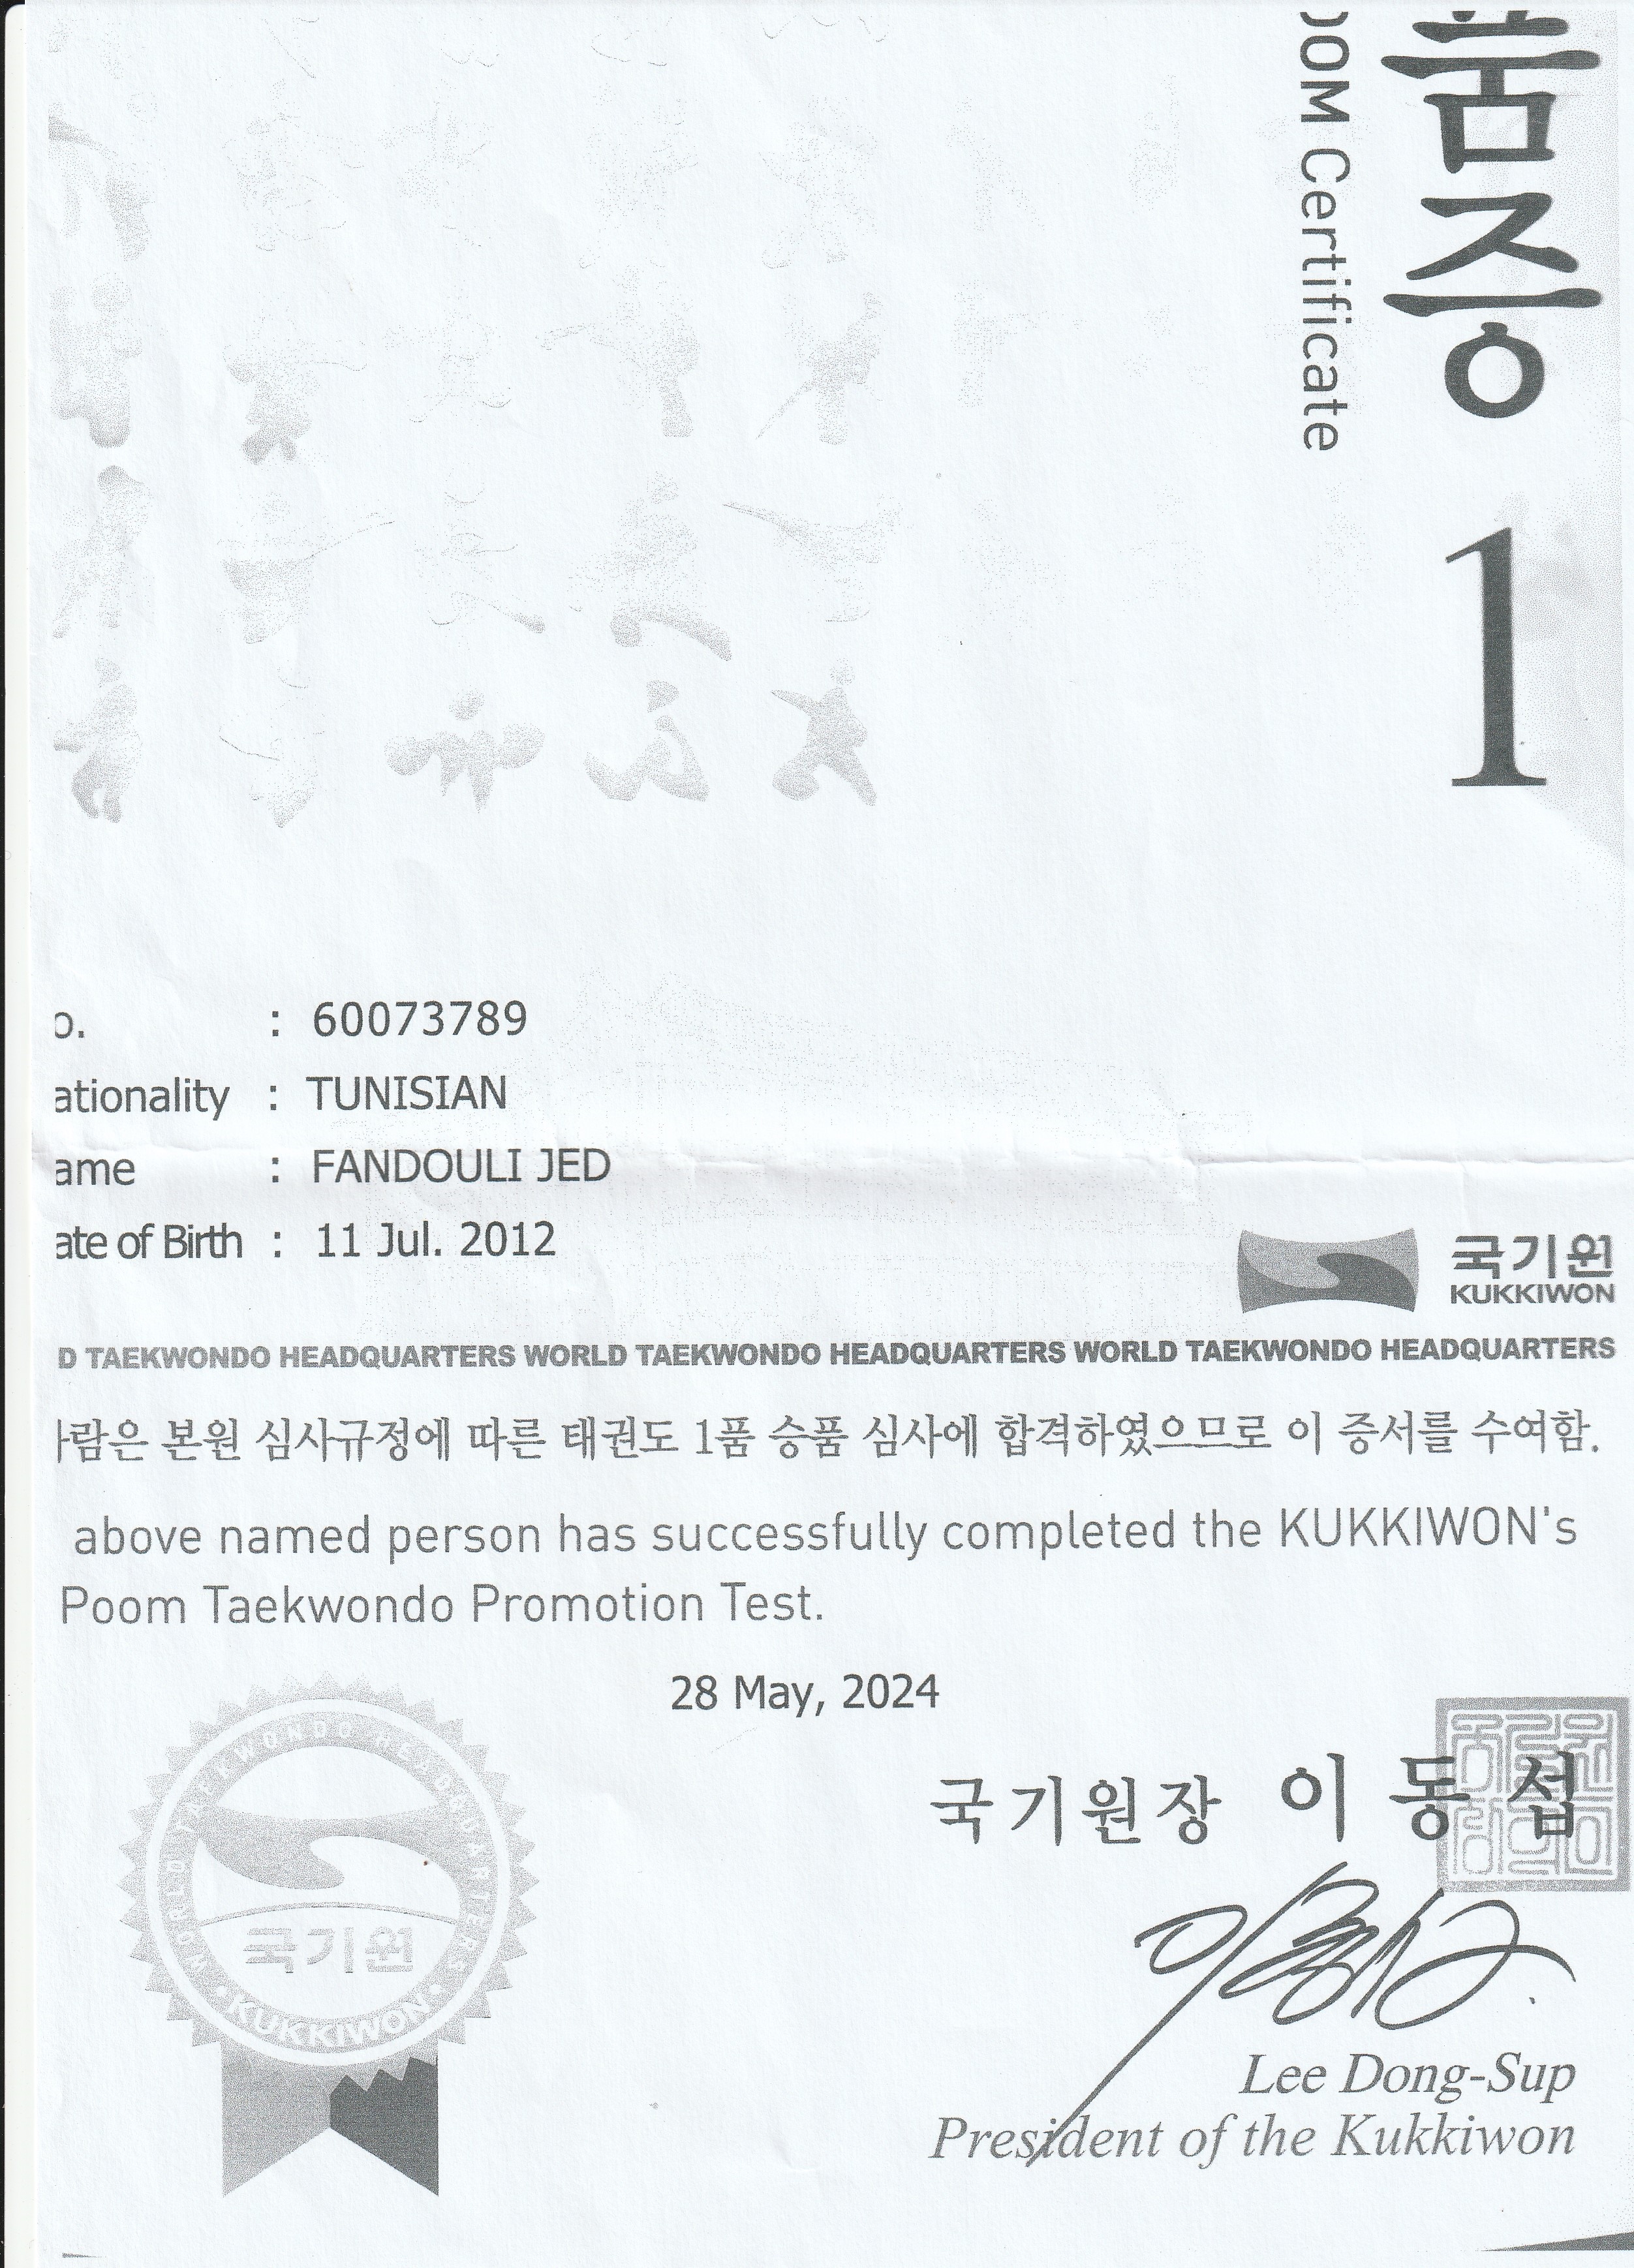 품증
OOM Certificate
1
o. : 60073789
ationality : TUNISIAN
ame : FANDOULI JED
ate of Birth : 11 Jul. 2012
국기원
KUKKIWON
D TAEKWONDO HEADQUARTERS WORLD TAEKWONDO HEADQUARTERS WORLD TAEKWONDO HEADQUARTERS
람은 본원 심사규정에 따른 태권도 1품 승품 심사에 합격하였으므로 이 증서를 수여함.
above named person has successfully completed the KUKKIWON's
Poom Taekwondo Promotion Test.
28 May, 2024
WORLD TAEKWONDO HEADQUARTERS
국기원
• KUKKIWON •
국기원장 이 동 섭
Lee Dong-Sup
President of the Kukkiwon